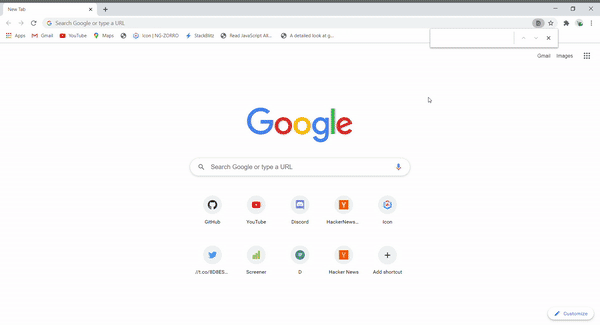 New Tab
Search Google or type a URL
Apps Gmail YouTube Maps Icon | NG-ZORRO StackBlitz Read JavaScript All... A detailed look at g...
Gmail Images
Google
Search Google or type a URL
GitHub YouTube Discord HackerNews... Icon
Screener Hacker News Add shortcut
Customize